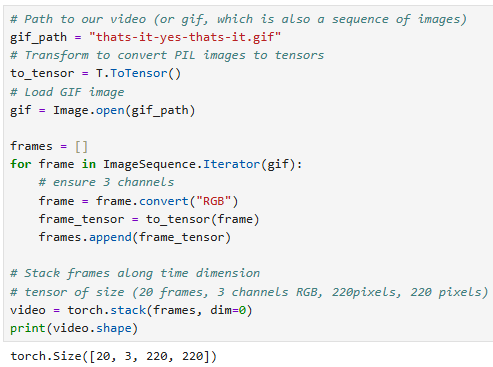 # Path to our video (or gif, which is also a sequence of images)
gif_path = "thats-it-yes-thats-it.gif"
# Transform to convert PIL images to tensors
to_tensor = T.ToTensor()
# Load GIF image
gif = Image.open(gif_path)

frames = []
for frame in ImageSequence.Iterator(gif):
    # ensure 3 channels
    frame = frame.convert("RGB")
    frame_tensor = to_tensor(frame)
    frames.append(frame_tensor)

# Stack frames along time dimension
# tensor of size (20 frames, 3 channels RGB, 220pixels, 220 pixels)
video = torch.stack(frames, dim=0)
print(video.shape)
torch.Size([20, 3, 220, 220])